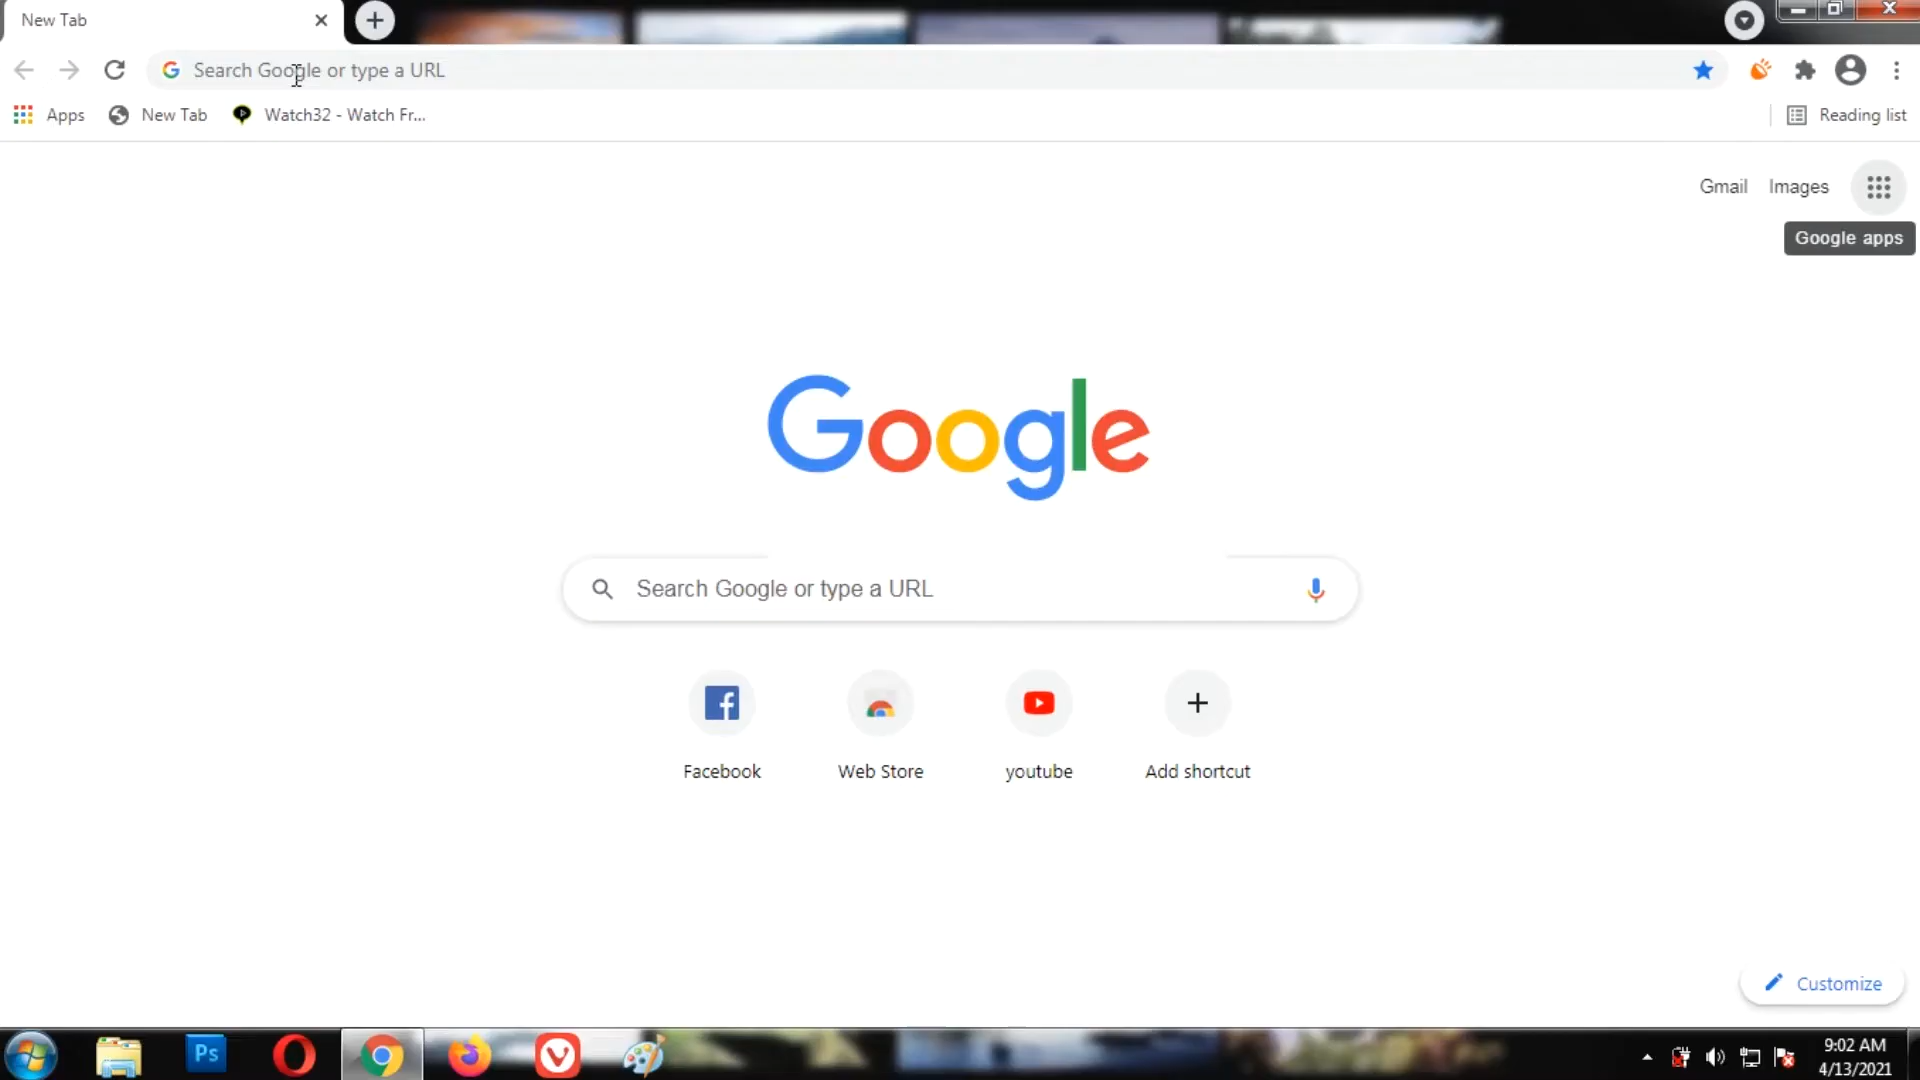 New Tab
Search Google or type a URL
Apps
New Tab
Watch32 - Watch Fr...
Reading list
Gmail
Images
Google apps
Google
Search Google or type a URL
Facebook
Web Store
youtube
Add shortcut
Customize
Ps
9:02 AM
4/13/2021